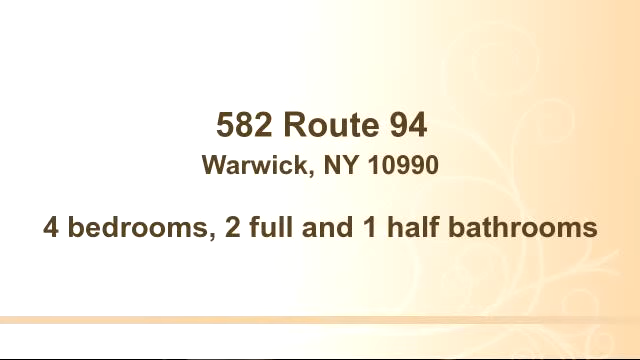 582 Route 94
Warwick, NY 10990
4 bedrooms, 2 full and 1 half bathrooms